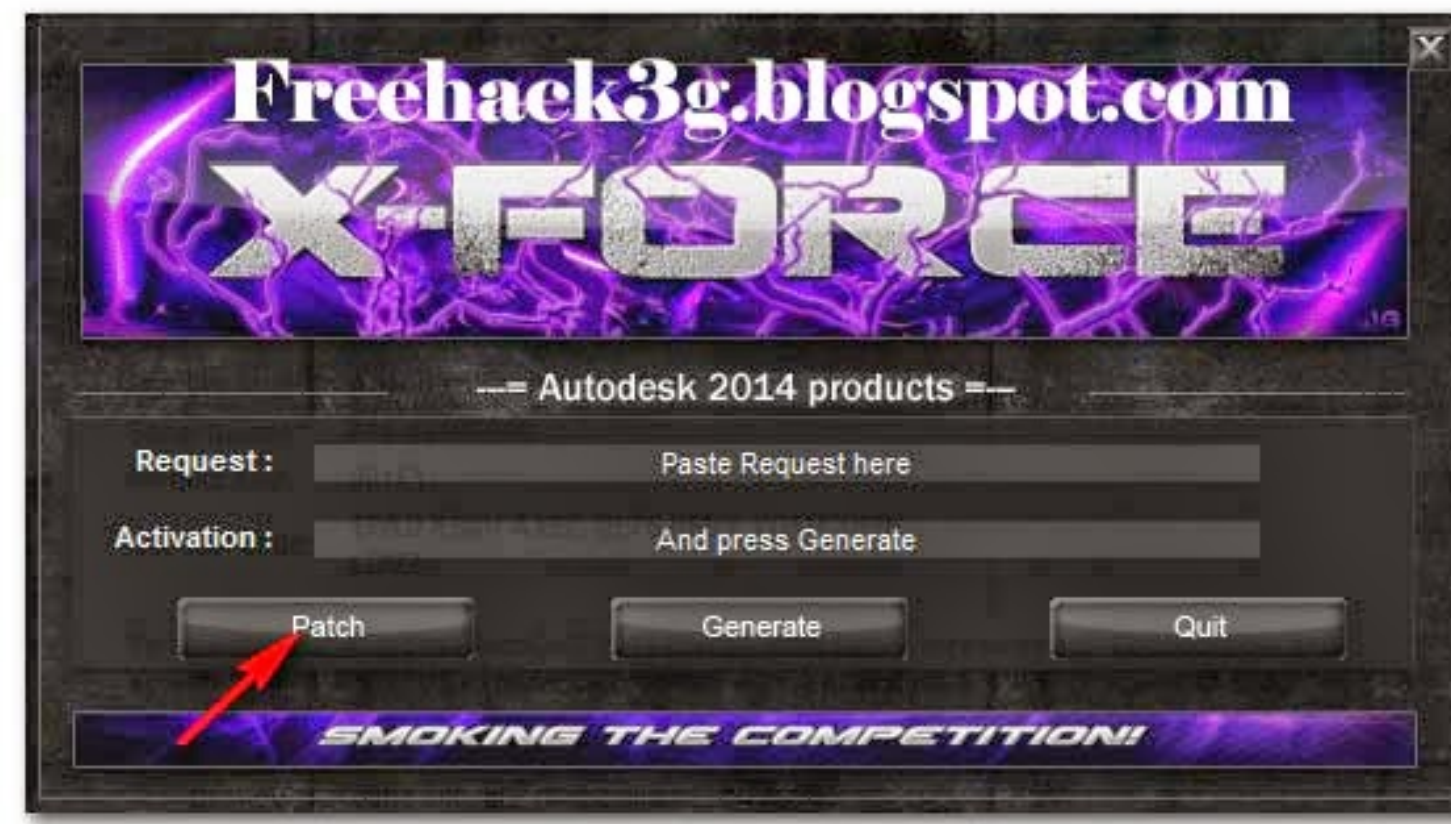 Freehack3g.blogspot.com
X-FORCE
.:JG
---= Autodesk 2014 products =---
Request :
Paste Request here
Activation :
And press Generate
Patch
Generate
Quit
SMOKING THE COMPETITION!
X